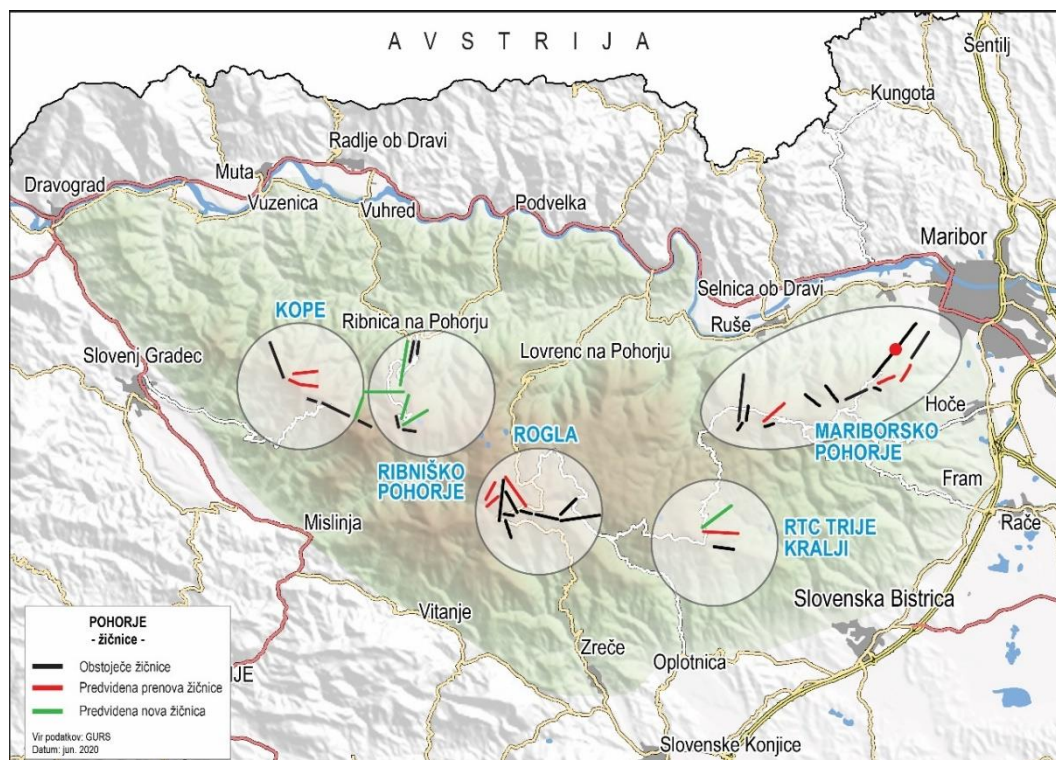 AVSTRIJA
Šentilj
Kungota
Radlje ob Dravi
Muta
Dravograd
Vuzenica
Vuhred
Podvelka
Maribor
Selnica ob Dravi
Ruše
KOPE
Ribnica na Pohorju
Lovrenc na Pohorju
Slovenj Gradec
Hoče
MARIBORSKO
POHORJE
ROGLA
RIBNIŠKO
POHORJE
Fram
Rače
RTC TRIJE
KRALJI
Mislinja
Slovenska Bistrica
Vitanje
Zreče
Oplotnica
Slovenske Konjice
POHORJE
- žičnice -
Obstoječe žičnice
Predvidena prenova žičnice
Predvidena nova žičnica
Vir podatkov: GURS
Datum: jun. 2020
IJE